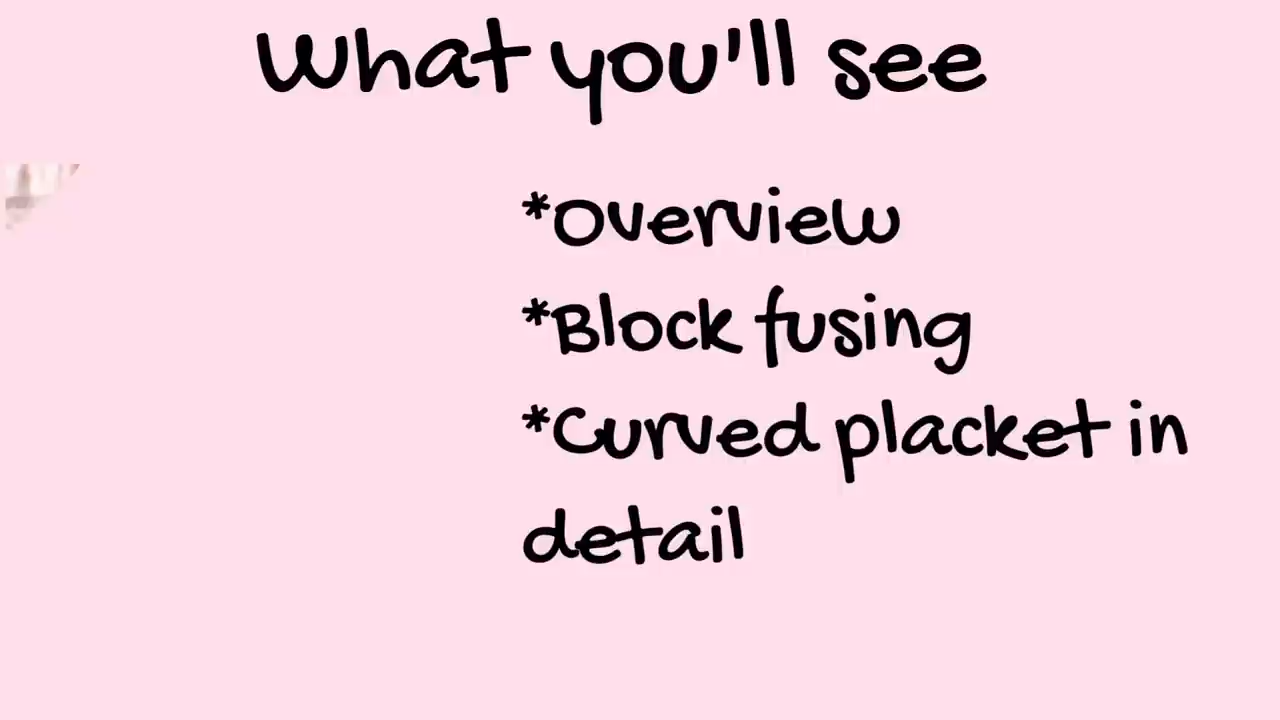 What you'll see
*Overview
*Block fusing
*Curved placket in
detail